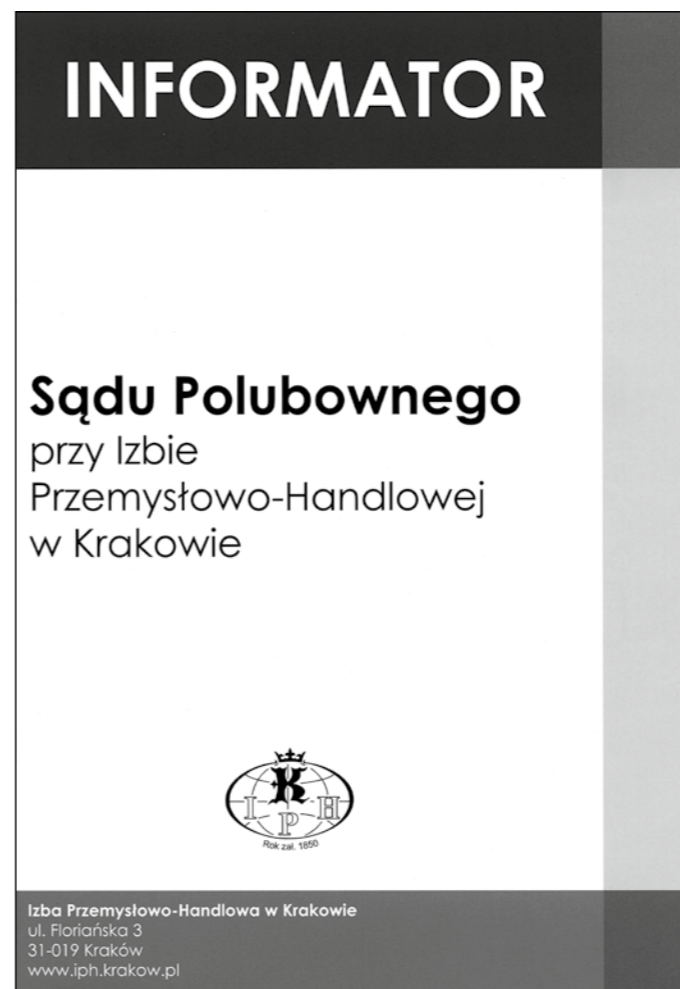 INFORMATOR
Sądu Polubownego
przy Izbie
Przemysłowo-Handlowej
w Krakowie
K
I P H
Rok zał. 1850
Izba Przemysłowo-Handlowa w Krakowie
ul. Floriańska 3
31-019 Kraków
www.iph.krakow.pl